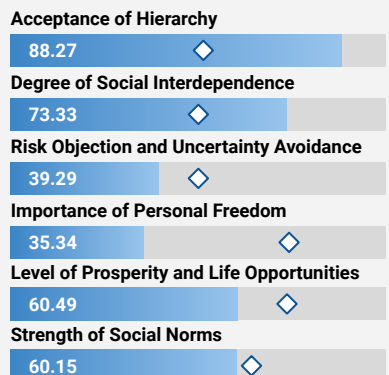 Acceptance of Hierarchy
88.27
Degree of Social Interdependence
73.33
Risk Objection and Uncertainty Avoidance
39.29
Importance of Personal Freedom
35.34
Level of Prosperity and Life Opportunities
60.49
Strength of Social Norms
60.15